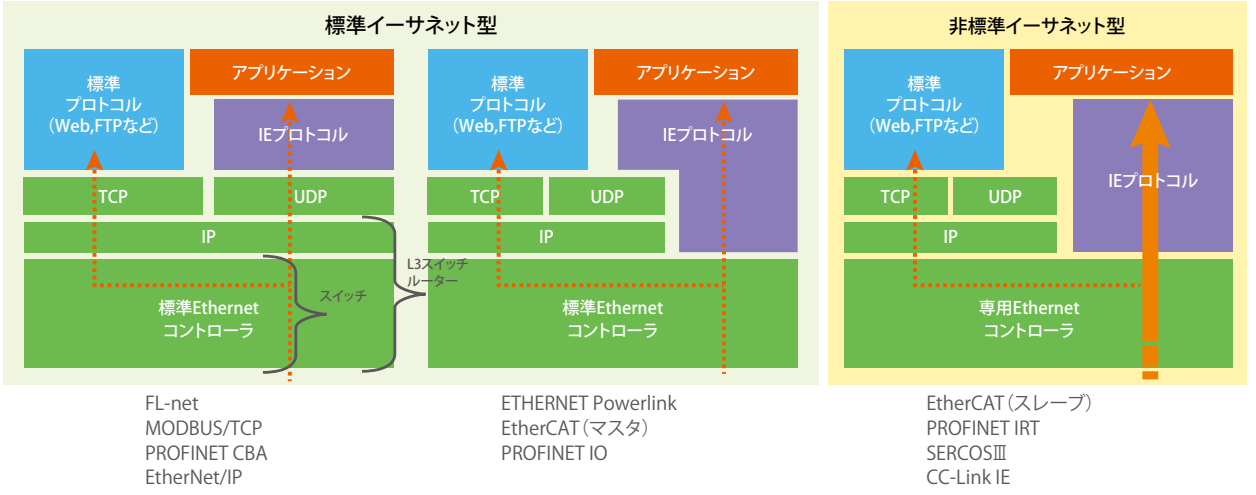 標準イーサネット型
標準
プロトコル
（Web,FTPなど）
アプリケーション
IEプロトコル
TCP
UDP
IP
標準Ethernet
コントローラ
スイッチ
L3スイッチ
ルーター
FL-net
MODBUS/TCP
PROFINET CBA
EtherNet/IP
標準
プロトコル
（Web,FTPなど）
アプリケーション
IEプロトコル
TCP
UDP
IP
標準Ethernet
コントローラ
ETHERNET Powerlink
EtherCAT（マスタ）
PROFINET IO
非標準イーサネット型
標準
プロトコル
（Web,FTPなど）
アプリケーション
IEプロトコル
TCP
UDP
IP
専用Ethernet
コントローラ
EtherCAT（スレーブ）
PROFINET IRT
SERCOSⅢ
CC-Link IE